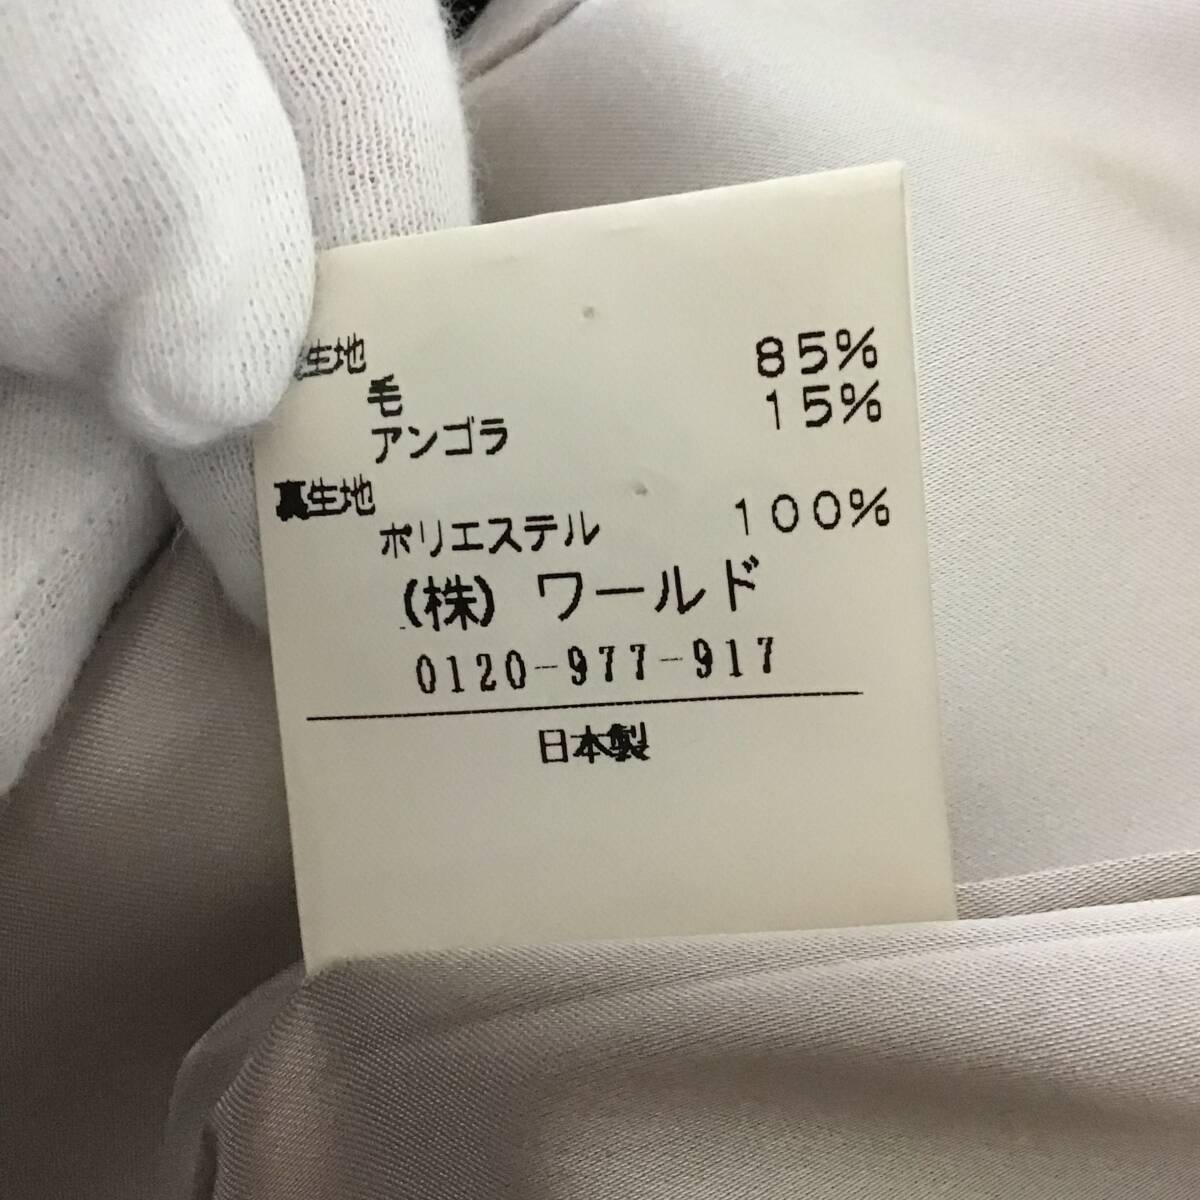 生地
毛 85%
アンゴラ 15%
裏生地
ポリエステル 100%
(株) ワールド
0120-977-917
日本製